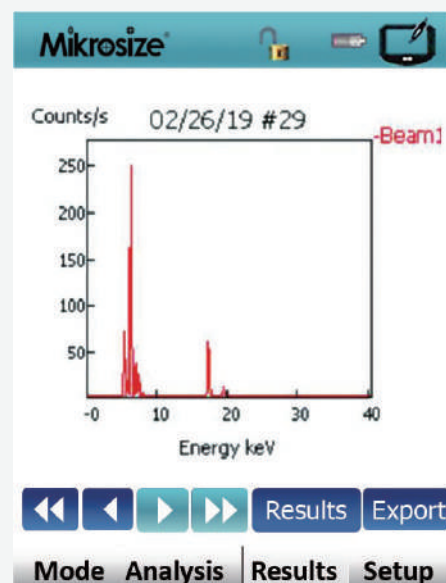 Mikrosize®
Counts/s 02/26/19 #29
-Beam1
250
200
150
100
50
-0 10 20 30 40
Energy keV
Results Export
Mode Analysis Results Setup